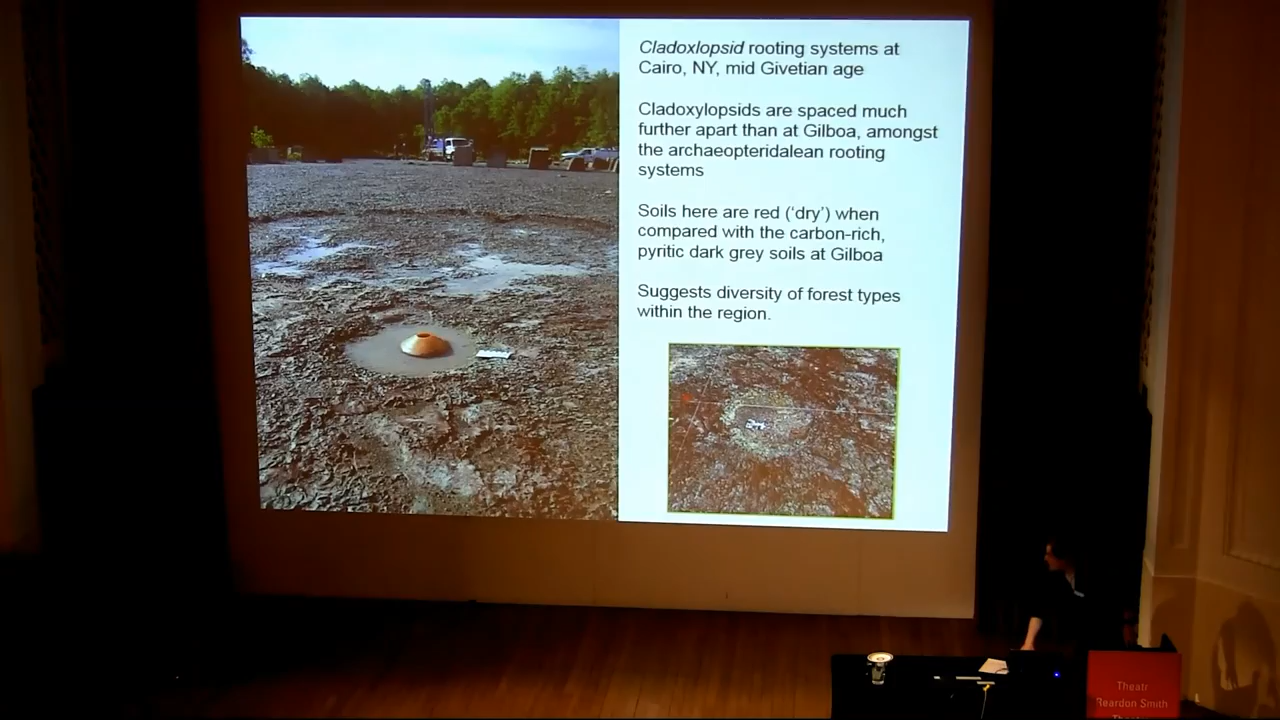 Cladoxlopsid rooting systems at
Cairo, NY, mid Givetian age
Cladoxylopsids are spaced much
further apart than at Gilboa, amongst
the archaeopteridalean rooting
systems
Soils here are red (‘dry’) when
compared with the carbon-rich,
pyritic dark grey soils at Gilboa
Suggests diversity of forest types
within the region.
Theatr
Reardon Smith